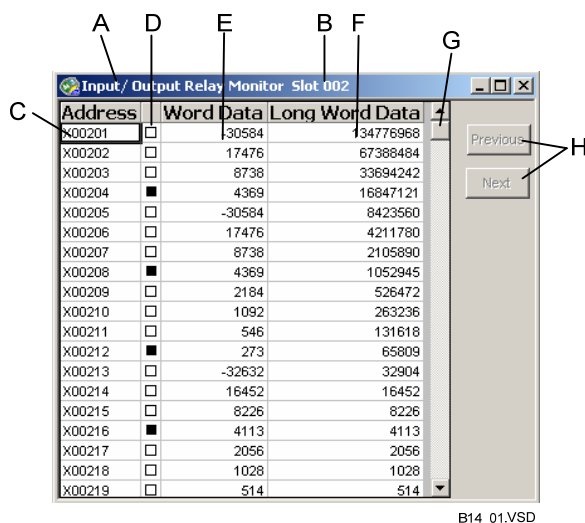 A D E B F G
Input/ Output Relay Monitor Slot 002
C
Address Word Data Long Word Data
X00201 -30584 134776968
X00202 17476 67388484
X00203 8738 33694242
X00204 4369 16847121
X00205 -30584 8423560
X00206 17476 4211780
X00207 8738 2105890
X00208 4369 1052945
X00209 2184 526472
X00210 1092 263236
X00211 546 131618
X00212 273 65809
X00213 -32632 32904
X00214 16452 16452
X00215 8226 8226
X00216 4113 4113
X00217 2056 2056
X00218 1028 1028
X00219 514 514
Previous
H
Next
B14_01.VSD